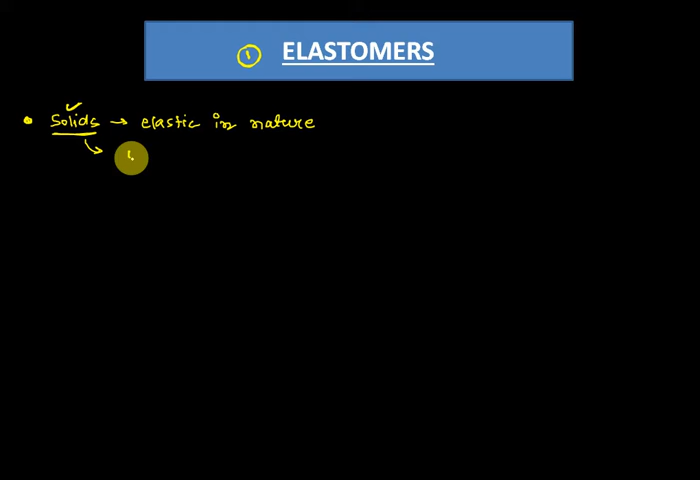 ① ELASTOMERS
• Solids → elastic in nature